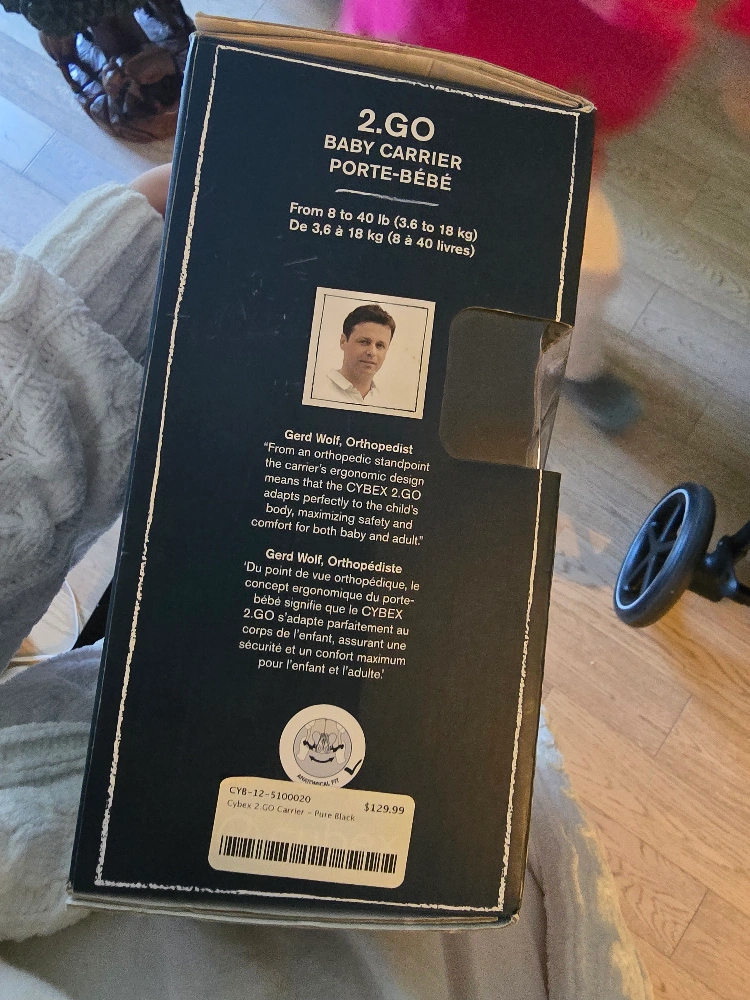 2.GO
BABY CARRIER
PORTE-BÉBÉ
From 8 to 40 lb (3.6 to 18 kg)
De 3,6 à 18 kg (8 à 40 livres)
Gerd Wolf, Orthopedist
“From an orthopedic standpoint
the carrier’s ergonomic design
means that the CYBEX 2.GO
adapts perfectly to the child’s
body, maximizing safety and
comfort for both baby and adult.”
Gerd Wolf, Orthopédiste
‘Du point de vue orthopédique, le
concept ergonomique du porte-
bébé signifie que le CYBEX
2.GO s’adapte parfaitement au
corps de l’enfant, assurant une
sécurité et un confort maximum
pour l’enfant et l’adulte.’
ANATOMICAL FIT
CYB-12-5100020 $129.99
Cybex 2.GO Carrier – Pure Black